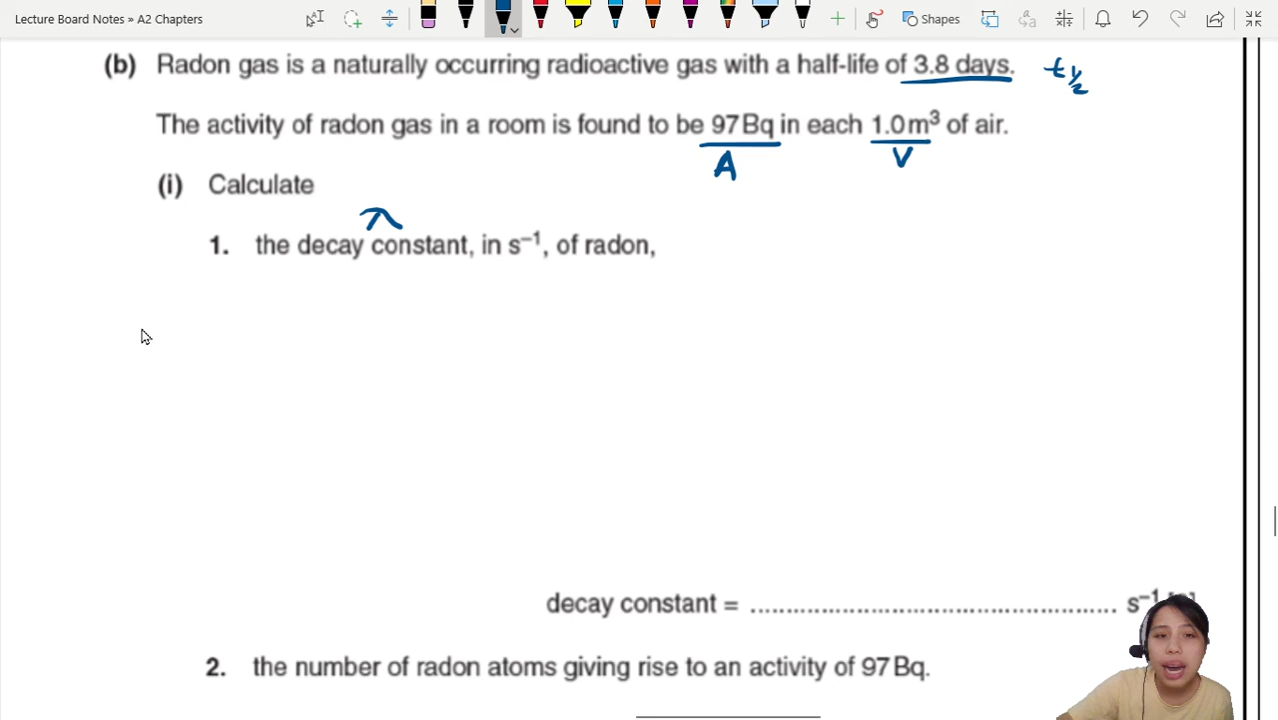 Lecture Board Notes » A2 Chapters
Shapes
(b) Radon gas is a naturally occurring radioactive gas with a half-life of 3.8 days. t½
The activity of radon gas in a room is found to be 97 Bq in each 1.0 m³ of air.
A V
(i) Calculate
λ
1. the decay constant, in s⁻¹, of radon,
decay constant = .................................................. s⁻¹
2. the number of radon atoms giving rise to an activity of 97 Bq.